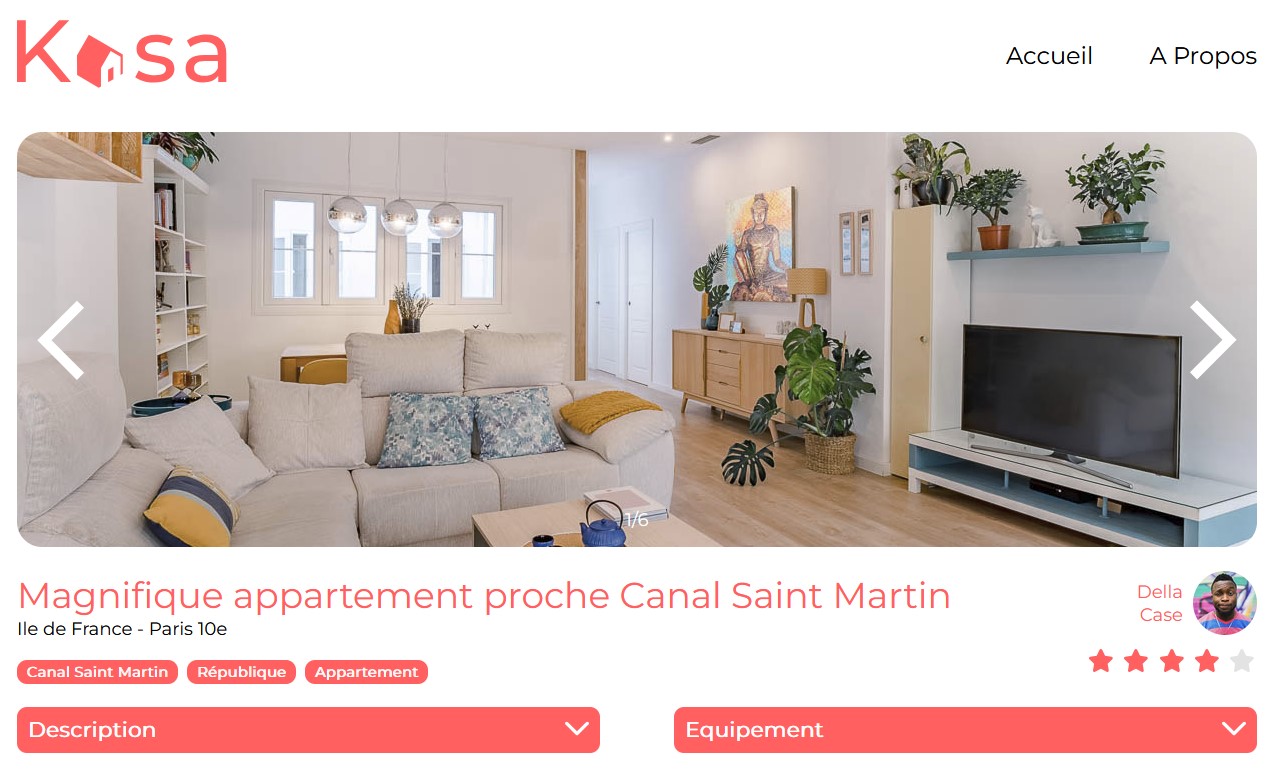 Kasa
Accueil
A Propos
1/6
Magnifique appartement proche Canal Saint Martin
Ile de France - Paris 10e
Della
Case
Canal Saint Martin
République
Appartement
Description
Equipement